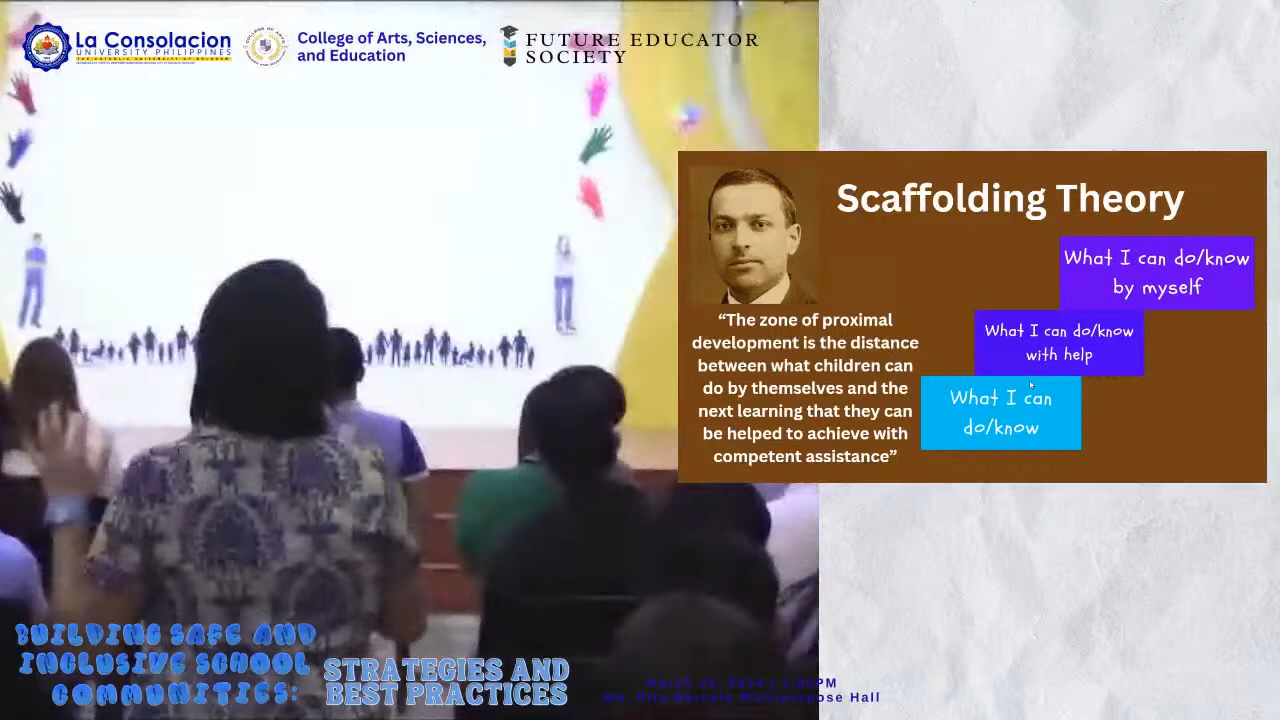 La Consolacion
UNIVERSITY PHILIPPINES
College of Arts, Sciences,
and Education
FUTURE EDUCATOR
SOCIETY
Scaffolding Theory
What I can do/know
by myself
What I can do/know
with help
What I can
do/know
“The zone of proximal
development is the distance
between what children can
do by themselves and the
next learning that they can
be helped to achieve with
competent assistance”
BUILDING SAFE AND
INCLUSIVE SCHOOL
COMMUNITIES:
STRATEGIES AND
BEST PRACTICES
Multipurpose Hall